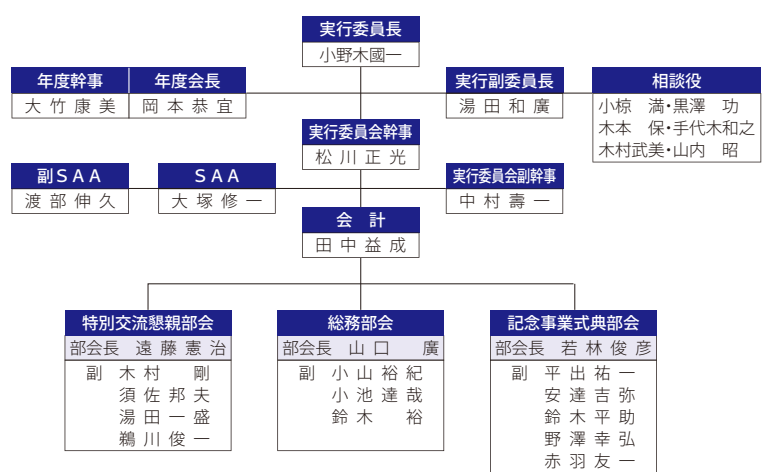 実行委員長
小野木國一
年度幹事 年度会長
大竹康美 岡本恭宜
実行副委員長
湯田和廣
相談役
小椋　満・黒澤　功
木本　保・手代木和之
木村武美・山内　昭
実行委員会幹事
松川正光
副ＳＡＡ
渡部伸久
ＳＡＡ
大塚修一
実行委員会副幹事
中村壽一
会　計
田中益成
特別交流懇親部会
部会長　遠藤憲治
副　木村　剛
須佐邦夫
湯田一盛
鵜川俊一
総務部会
部会長　山口　廣
副　小山裕紀
小池達哉
鈴木　裕
記念事業式典部会
部会長　若林俊彦
副　平出祐一
安達吉弥
鈴木平助
野澤幸弘
赤羽友一